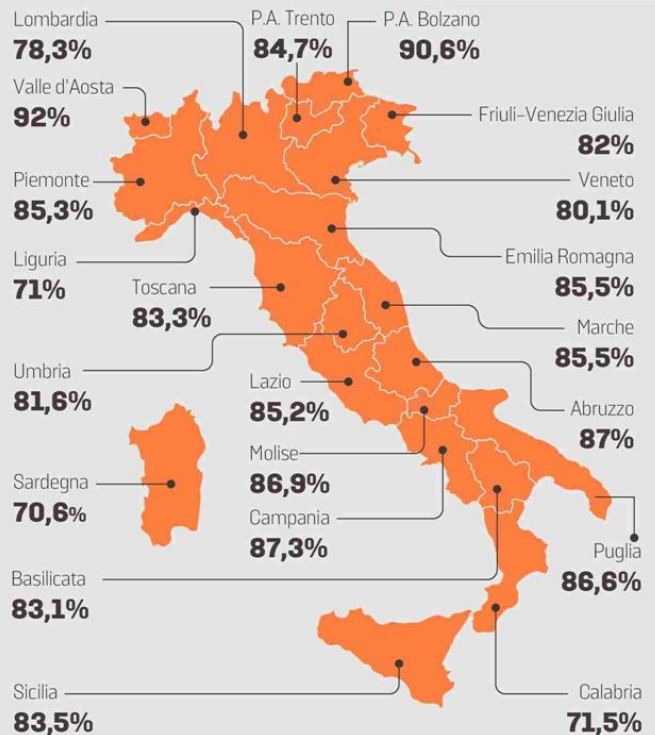 Lombardia
78,3%
P.A. Trento
84,7%
P.A. Bolzano
90,6%
Valle d'Aosta
92%
Friuli-Venezia Giulia
82%
Piemonte
85,3%
Veneto
80,1%
Liguria
71%
Emilia Romagna
85,5%
Toscana
83,3%
Marche
85,5%
Umbria
81,6%
Lazio
85,2%
Abruzzo
87%
Molise
86,9%
Sardegna
70,6%
Campania
87,3%
Puglia
86,6%
Basilicata
83,1%
Sicilia
83,5%
Calabria
71,5%